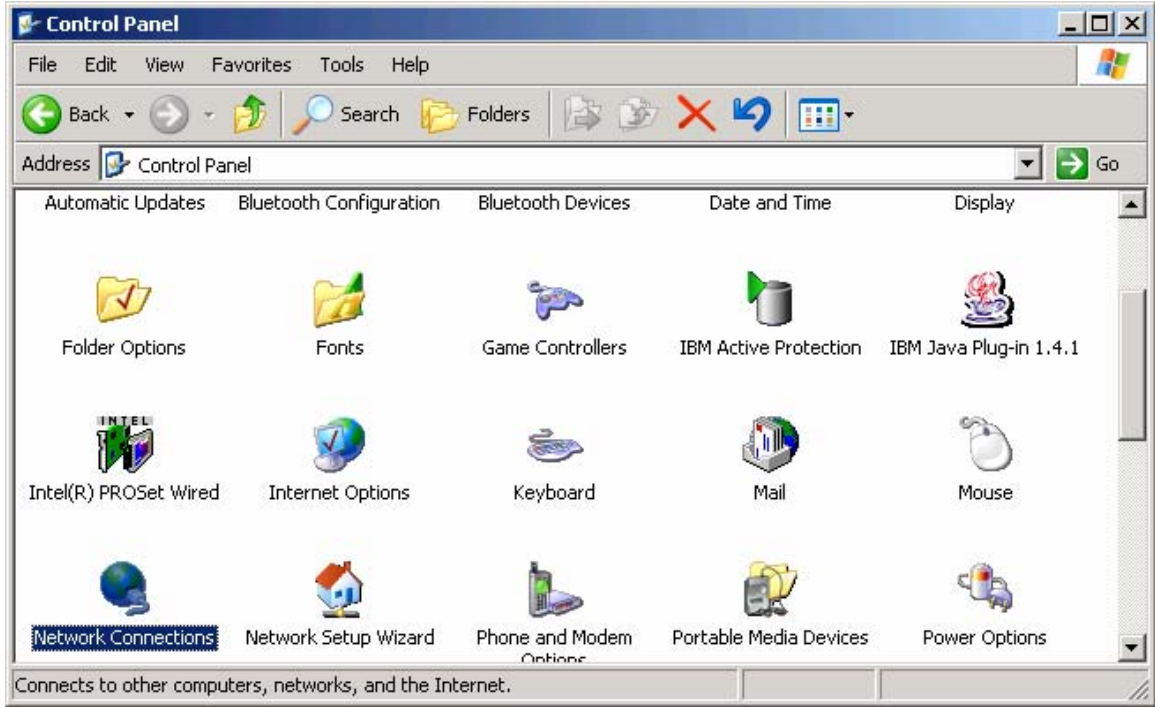 Control Panel
File Edit View Favorites Tools Help
Back Search Folders
Address Control Panel Go
Automatic Updates Bluetooth Configuration Bluetooth Devices Date and Time Display
Folder Options Fonts Game Controllers IBM Active Protection IBM Java Plug-in 1.4.1
INTEL
Intel(R) PROSet Wired Internet Options Keyboard Mail Mouse
Network Connections Network Setup Wizard Phone and Modem Portable Media Devices Power Options
Options
Connects to other computers, networks, and the Internet.